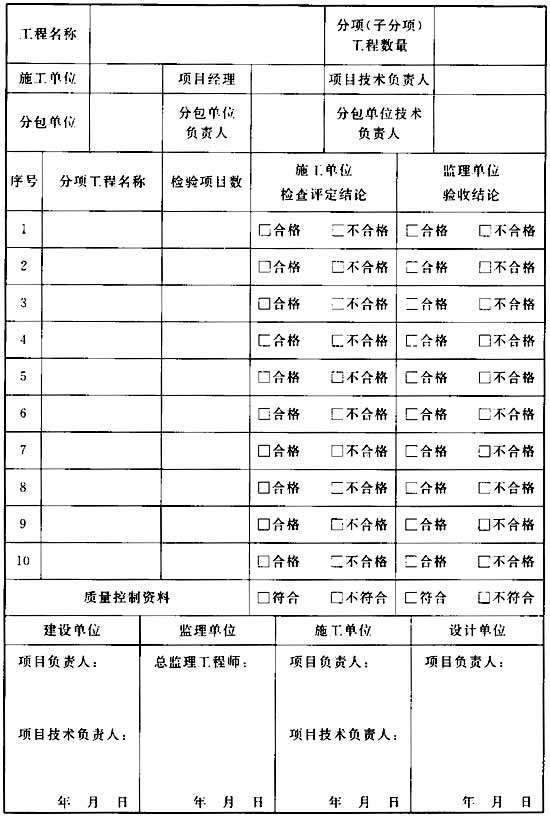 工程名称 分项(子分项)
工程数量
施工单位 项目经理 项目技术负责人
分包单位 分包单位
负责人 分包单位技术
负责人
序号 分项工程名称 检验项目数 施工单位
检查评定结论 监理单位
验收结论
1 □合格 □不合格 □合格 □不合格
2 □合格 □不合格 □合格 □不合格
3 □合格 □不合格 □合格 □不合格
4 □合格 □不合格 □合格 □不合格
5 □合格 □不合格 □合格 □不合格
6 □合格 □不合格 □合格 □不合格
7 □合格 □不合格 □合格 □不合格
8 □合格 □不合格 □合格 □不合格
9 □合格 □不合格 □合格 □不合格
10 □合格 □不合格 □合格 □不合格
质量控制资料 □符合 □不符合 □符合 □不符合
建设单位 监理单位 施工单位 设计单位
项目负责人: 总监理工程师: 项目负责人: 项目负责人:
项目技术负责人: 项目技术负责人:
年 月 日 年 月 日 年 月 日 年 月 日